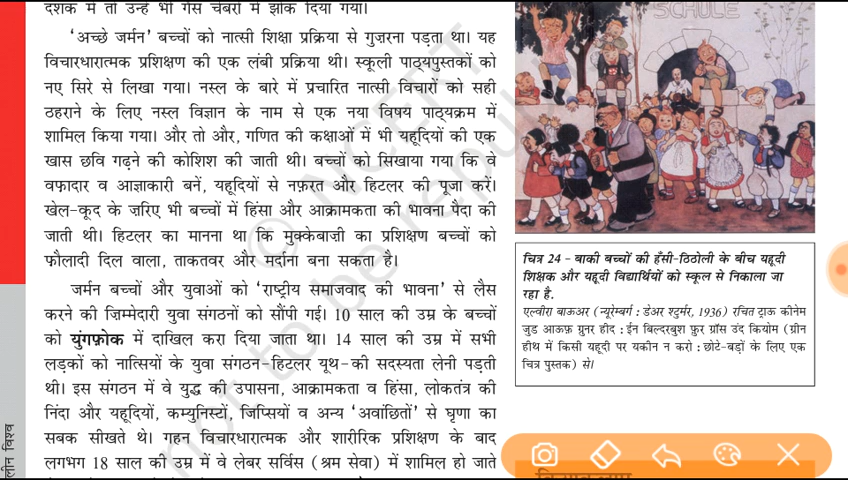 दशक में तो उन्हें भी गैस चेंबरों में झोंक दिया गया।
'अच्छे जर्मन' बच्चों को नात्सी शिक्षा प्रक्रिया से गुज़रना पड़ता था। यह
विचारधारात्मक प्रशिक्षण की एक लंबी प्रक्रिया थी। स्कूली पाठ्यपुस्तकों को
नए सिरे से लिखा गया। नस्ल के बारे में प्रचारित नात्सी विचारों को सही
ठहराने के लिए नस्ल विज्ञान के नाम से एक नया विषय पाठ्यक्रम में
शामिल किया गया। और तो और, गणित की कक्षाओं में भी यहूदियों की एक
खास छवि गढ़ने की कोशिश की जाती थी। बच्चों को सिखाया गया कि वे
वफ़ादार व आज्ञाकारी बनें, यहूदियों से नफ़रत और हिटलर की पूजा करें।
खेल-कूद के ज़रिए भी बच्चों में हिंसा और आक्रामकता की भावना पैदा की
जाती थी। हिटलर का मानना था कि मुक्केबाज़ी का प्रशिक्षण बच्चों को
फ़ौलादी दिल वाला, ताकतवर और मर्दाना बना सकता है।
जर्मन बच्चों और युवाओं को 'राष्ट्रीय समाजवाद की भावना' से लैस
करने की ज़िम्मेदारी युवा संगठनों को सौंपी गई। 10 साल की उम्र के बच्चों
को युंगफ़ोक में दाखिल करा दिया जाता था। 14 साल की उम्र में सभी
लड़कों को नात्सियों के युवा संगठन-हिटलर यूथ-की सदस्यता लेनी पड़ती
थी। इस संगठन में वे युद्ध की उपासना, आक्रामकता व हिंसा, लोकतंत्र की
निंदा और यहूदियों, कम्युनिस्टों, जिप्सियों व अन्य 'अवांछितों' से घृणा का
सबक सीखते थे। गहन विचारधारात्मक और शारीरिक प्रशिक्षण के बाद
लगभग 18 साल की उम्र में वे लेबर सर्विस (श्रम सेवा) में शामिल हो जाते
SCHULE
चित्र 24 - बाकी बच्चों की हँसी-ठिठोली के बीच यहूदी
शिक्षक और यहूदी विद्यार्थियों को स्कूल से निकाला जा
रहा है.
एल्वीरा बाऊअर (न्यूरेम्बर्ग : डेअर श्टुर्मर, 1936) रचित ट्राऊ कीनेम
जुड आऊफ़ ग्रुनर हीद : ईन बिल्दरबुश फ़ुर ग्रॉस उंद कियोम (ग्रीन
हीथ में किसी यहूदी पर यकीन न करो : छोटे-बड़ों के लिए एक
चित्र पुस्तक) से।
© NCERT
not to be republ